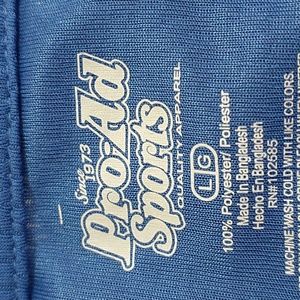 Since 1973
Pro-Ad
Sports
QUALITY APPAREL
L G
100% Polyester/ Poliester
Made In Bangladesh
Hecho En Bangladesh
RN# 102685
MACHINE WASH COLD WITH LIKE COLORS.